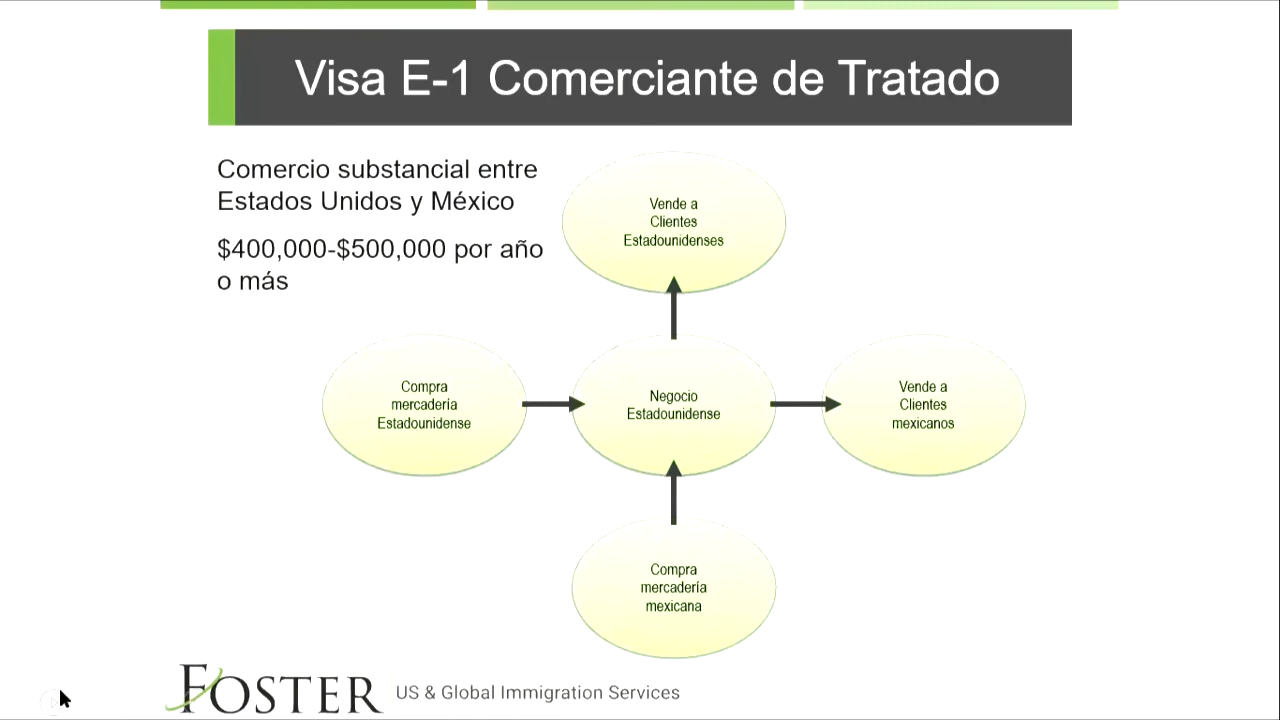 Visa E-1 Comerciante de Tratado
Comercio substancial entre
Estados Unidos y México
$400,000-$500,000 por año
o más
Vende a
Clientes
Estadounidenses
Compra
mercadería
Estadounidense
Negocio
Estadounidense
Vende a
Clientes
mexicanos
Compra
mercadería
mexicana
FOSTER US & Global Immigration Services